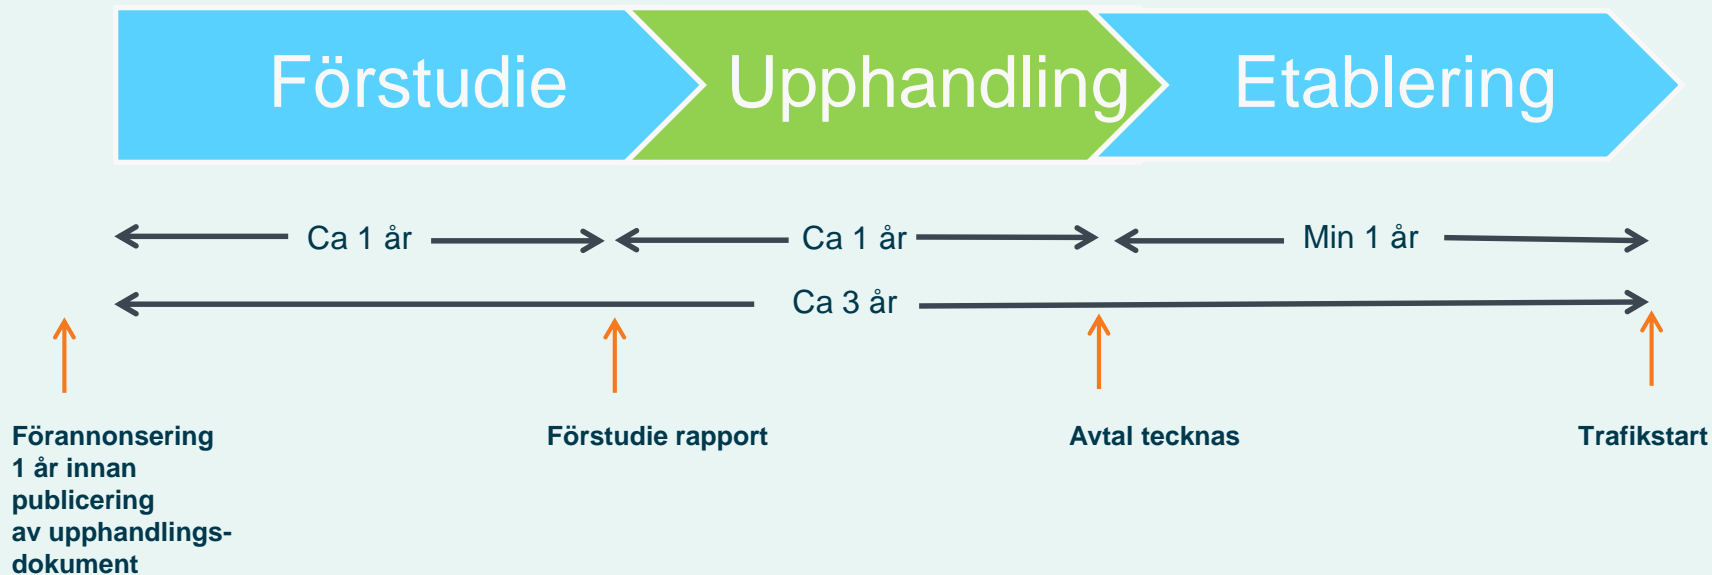 Förstudie
Upphandling
Etablering
Ca 1 år
Ca 1 år
Min 1 år
Ca 3 år
Förannonsering
1 år innan
publicering
av upphandlings-
dokument
Förstudie rapport
Avtal tecknas
Trafikstart